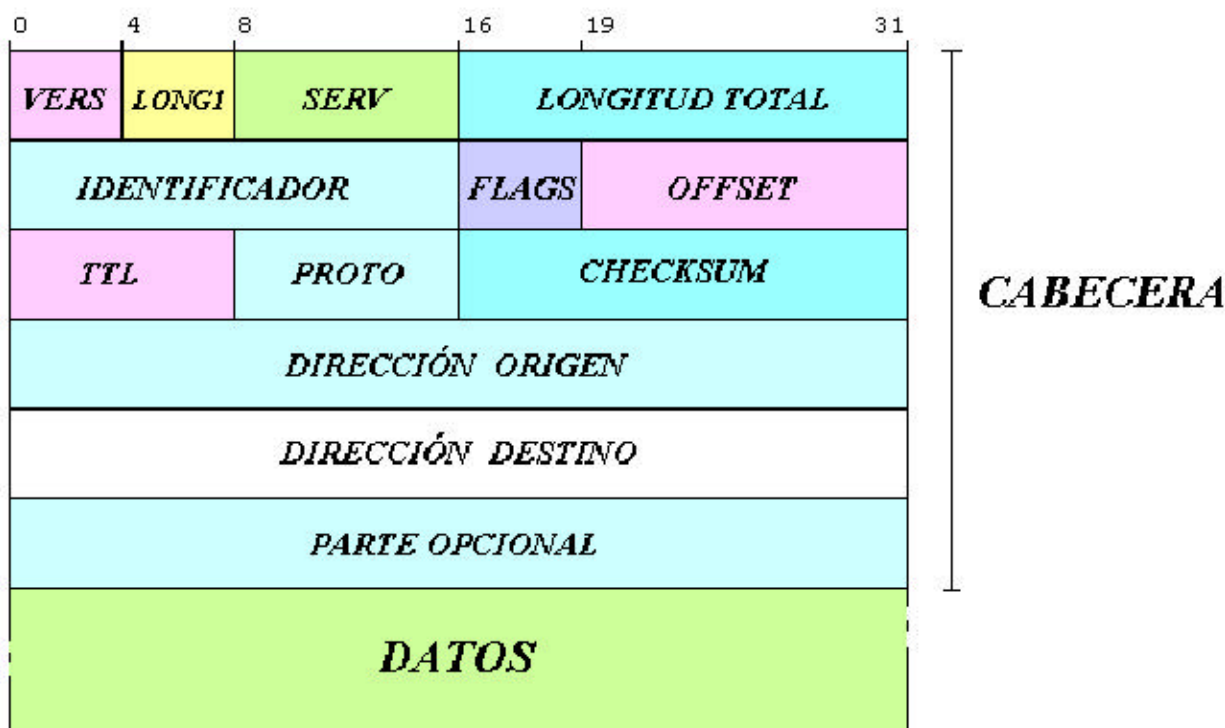 0 4 8 16 19 31
VERS LONG1 SERV LONGITUD TOTAL
IDENTIFICADOR FLAGS OFFSET
TTL PROTO CHECKSUM
CABECERA
DIRECCIÓN ORIGEN
DIRECCIÓN DESTINO
PARTE OPCIONAL
DATOS